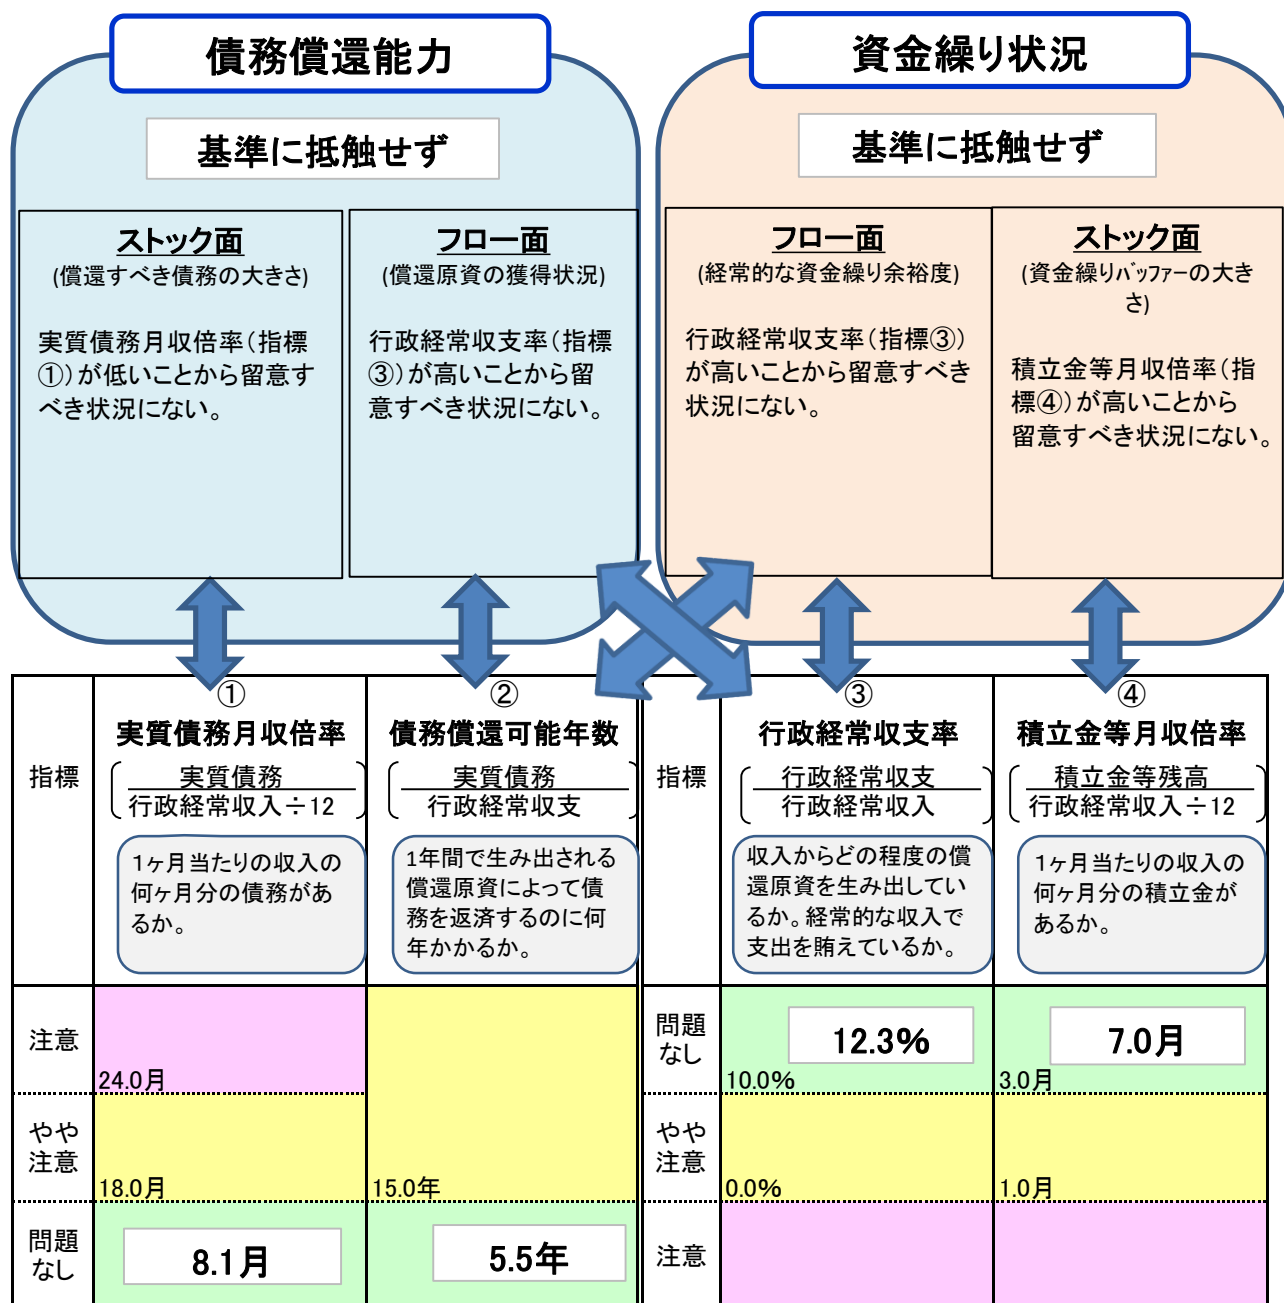 債務償還能力
基準に抵触せず
ストック面
(償還すべき債務の大きさ)
実質債務月収倍率(指標
①)が低いことから留意す
べき状況にない。
フロー面
(償還原資の獲得状況)
行政経常収支率(指標
③)が高いことから留
意すべき状況にない。
資金繰り状況
基準に抵触せず
フロー面
(経常的な資金繰り余裕度)
行政経常収支率(指標③)
が高いことから留意すべき
状況にない。
ストック面
(資金繰りバッファーの大き
さ)
積立金等月収倍率(指
標④)が高いことから
留意すべき状況にない。
指標
①
実質債務月収倍率
実質債務
行政経常収入÷12
1ヶ月当たりの収入の
何ヶ月分の債務があ
るか。
②
債務償還可能年数
実質債務
行政経常収支
1年間で生み出される
償還原資によって債
務を返済するのに何
年かかるか。
指標
③
行政経常収支率
行政経常収支
行政経常収入
収入からどの程度の償
還原資を生み出してい
るか。経常的な収入で
支出を賄えているか。
④
積立金等月収倍率
積立金等残高
行政経常収入÷12
1ヶ月当たりの収入の
何ヶ月分の積立金が
あるか。
注意
24.0月
やや
注意
18.0月
15.0年
問題
なし
8.1月
5.5年
問題
なし
12.3%
7.0月
10.0%
3.0月
やや
注意
0.0%
1.0月
注意